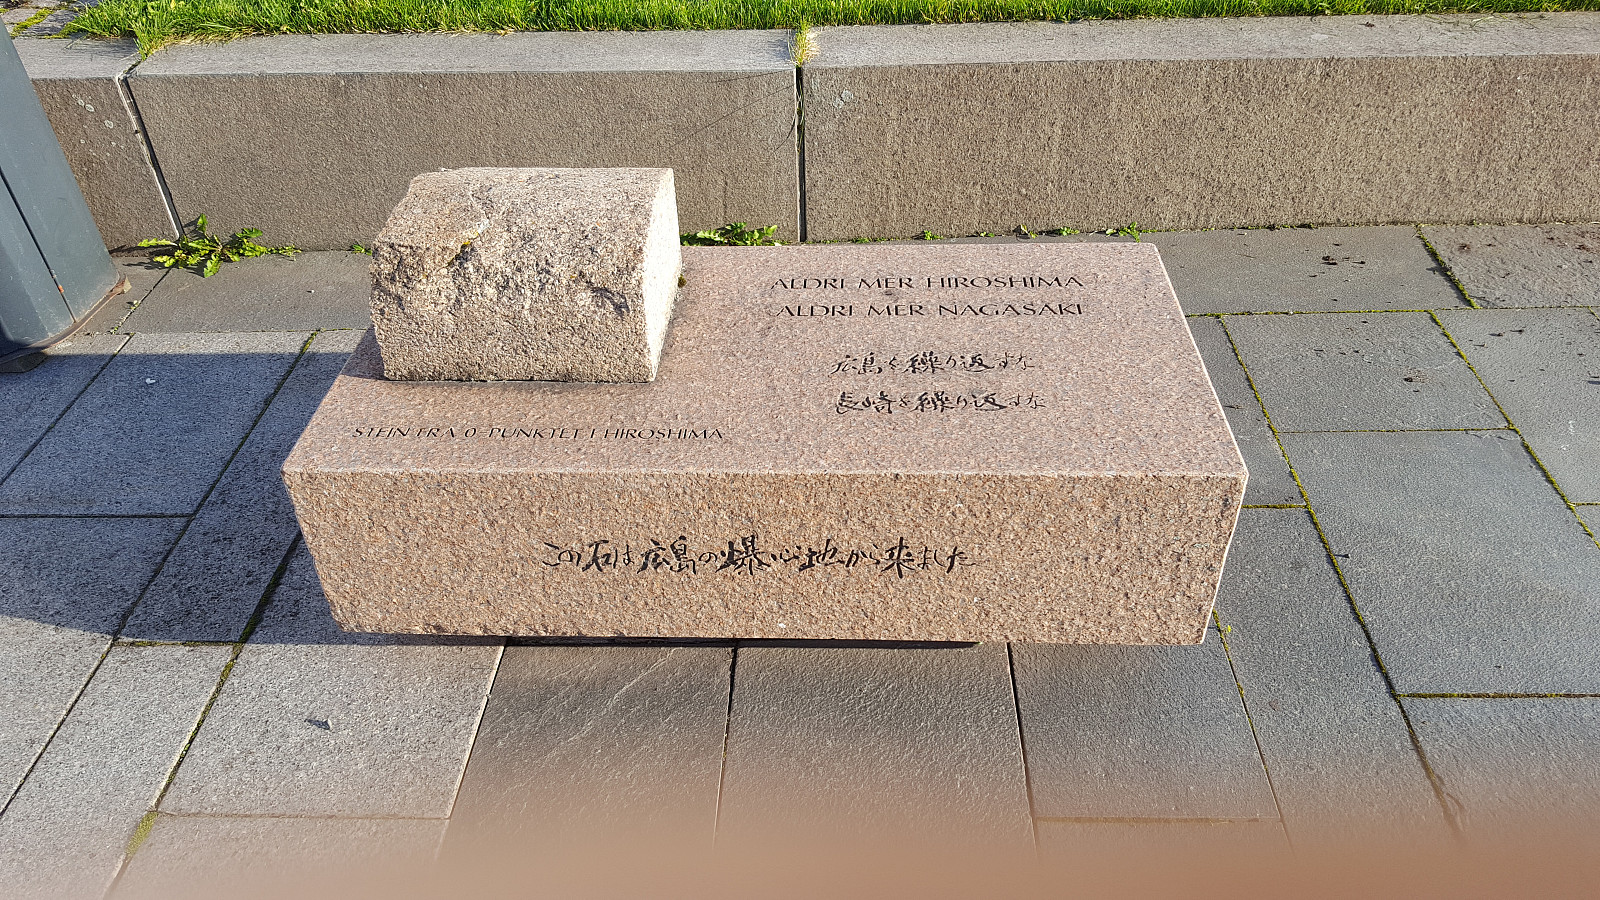 ALDRI MER HIROSHIMA
ALDRI MER NAGASAKI
広島を繰り返すな
長崎を繰り返すな
STEIN FRA 0-PUNKTET I HIROSHIMA
この石は広島の爆心地から来ました